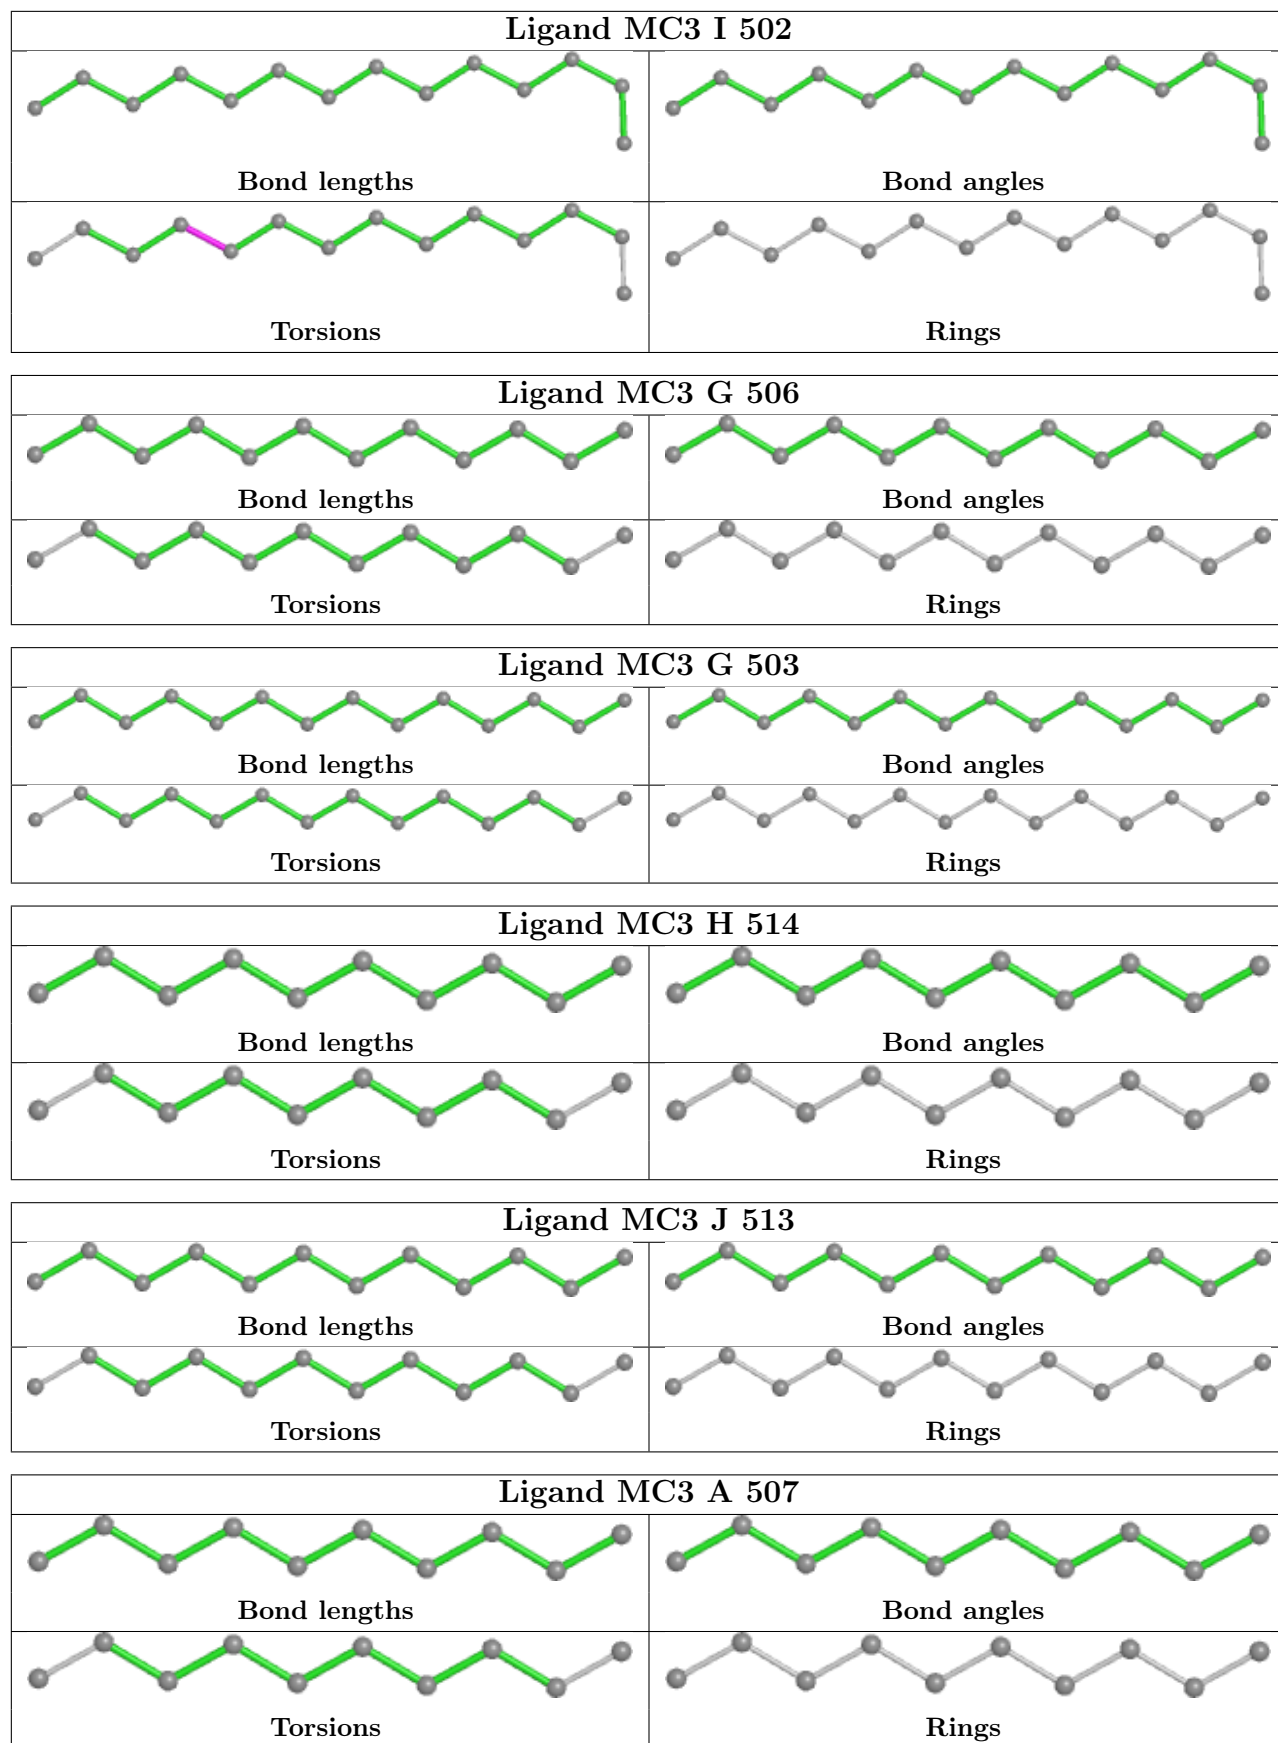 Ligand MC3 I 502
Bond lengths
Bond angles
Torsions
Rings
Ligand MC3 G 506
Bond lengths
Bond angles
Torsions
Rings
Ligand MC3 G 503
Bond lengths
Bond angles
Torsions
Rings
Ligand MC3 H 514
Bond lengths
Bond angles
Torsions
Rings
Ligand MC3 J 513
Bond lengths
Bond angles
Torsions
Rings
Ligand MC3 A 507
Bond lengths
Bond angles
Torsions
Rings